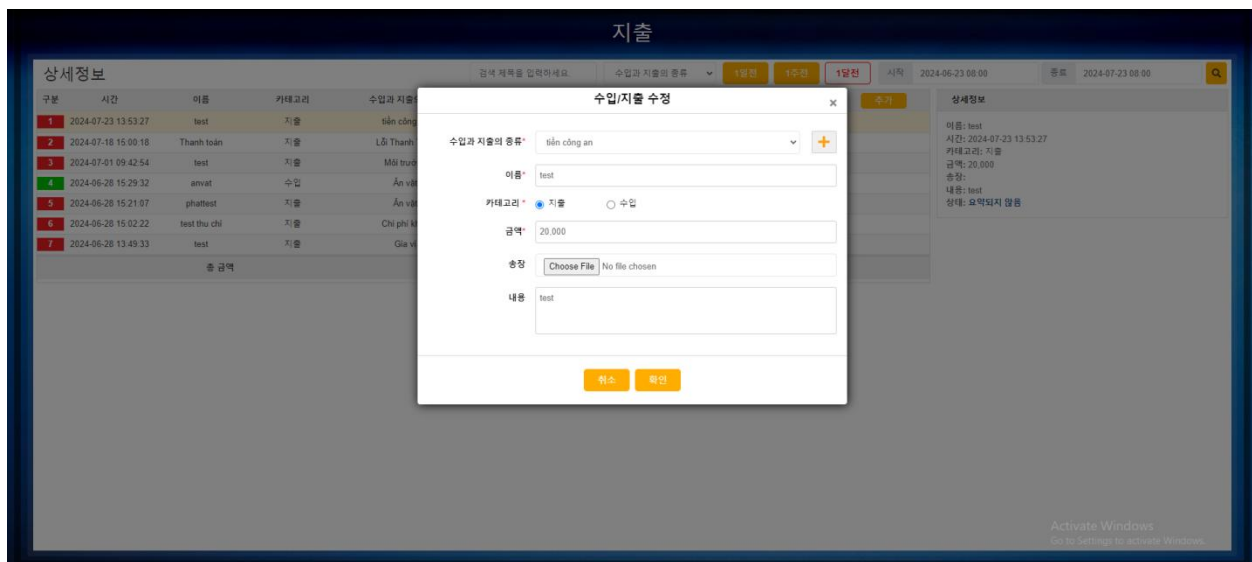 지출
상세정보
검색 제목을 입력하세요. 수입과 지출의 종류 1일전 1주전 1달전 시작 2024-06-23 08:00 종료 2024-07-23 08:00
구분 시간 이름 카테고리 수입과 지출의 추가
1 2024-07-23 13:53:27 test 지출 tiền công
2 2024-07-18 15:00:18 Thanh toán 지출 Lỗi Thanh
3 2024-07-01 09:42:54 test 지출 Môi trườ
4 2024-06-28 15:29:32 anvat 수입 Ăn vặt
5 2024-06-28 15:21:07 phattest 지출 Ăn vặt
6 2024-06-28 15:02:22 test thu chi 지출 Chi phí
7 2024-06-28 13:49:33 test 지출 Gia vị
총 금액
수입/지출 수정 ×
수입과 지출의 종류* tiền công an +
이름* test
카테고리 * 지출 수입
금액* 20,000
송장 Choose File No file chosen
내용 test
취소 확인
상세정보
이름: test
시간: 2024-07-23 13:53:27
카테고리: 지출
금액: 20,000
송장:
내용: test
상태: 요약되지 않음
Activate Windows
Go to Settings to activate Windows.